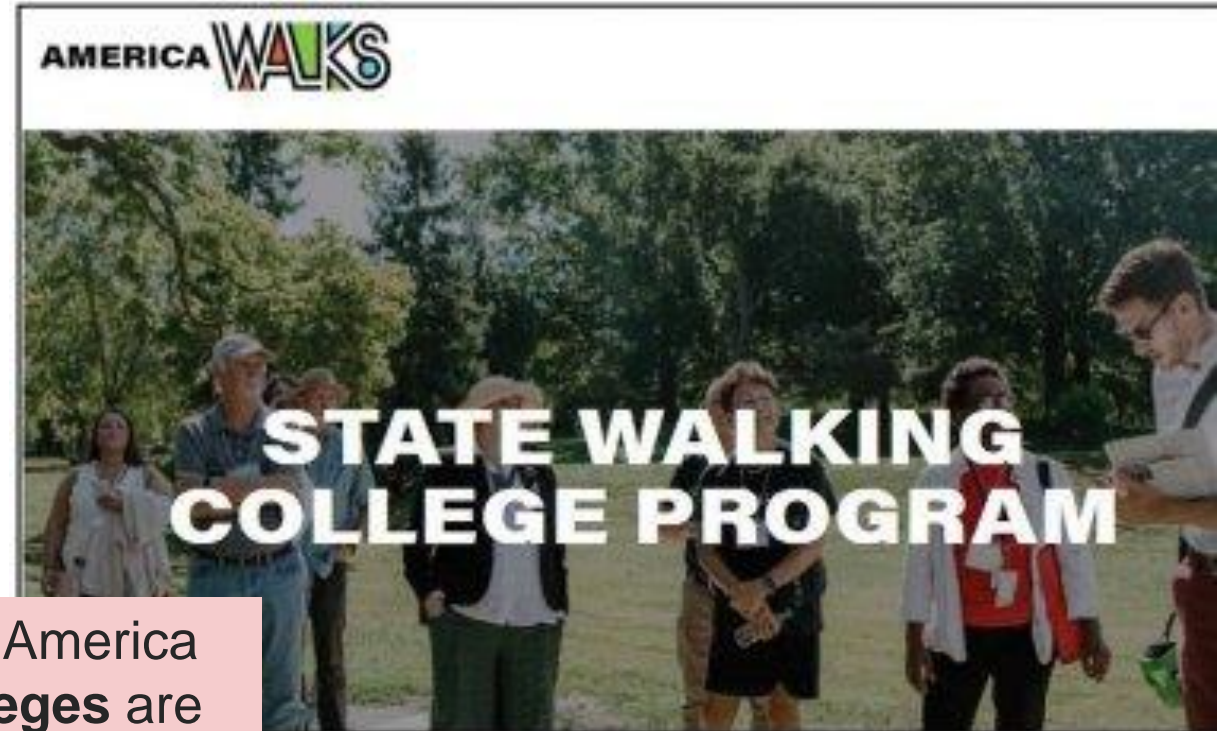 AMERICA WALKS
STATE WALKING
COLLEGE PROGRAM
America
eges are